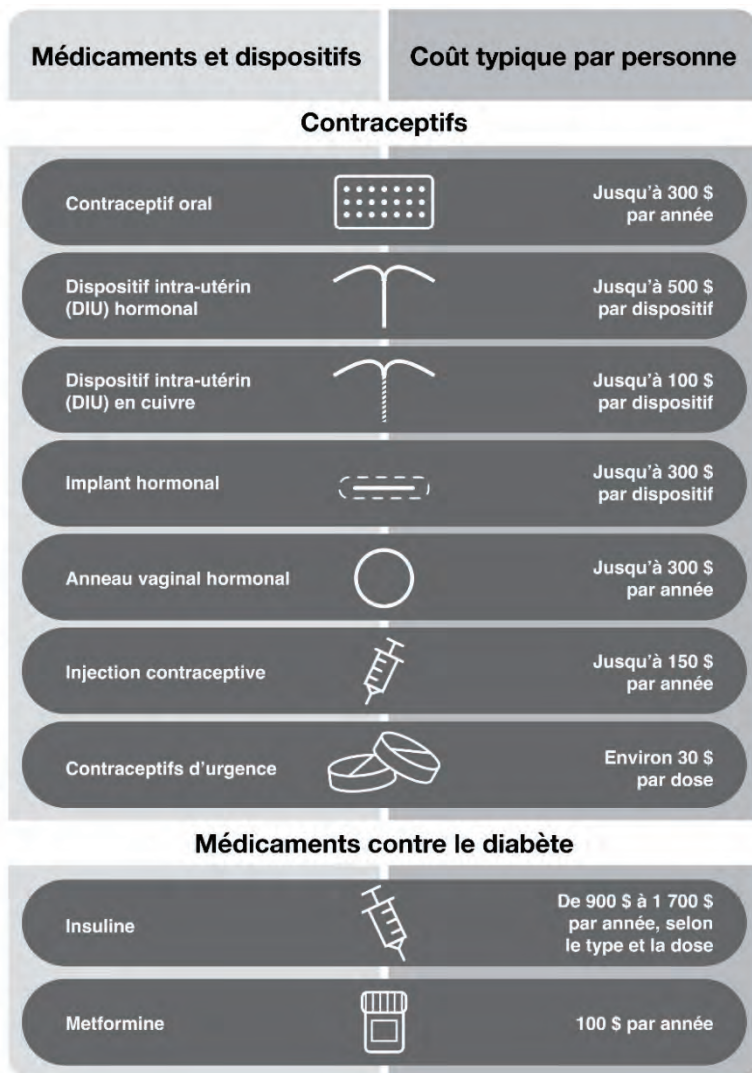 Médicaments et dispositifs
Coût typique par personne
Contraceptifs
Contraceptif oral
Jusqu'à 300 $
par année
Dispositif intra-utérin
(DIU) hormonal
Jusqu'à 500 $
par dispositif
Dispositif intra-utérin
(DIU) en cuivre
Jusqu'à 100 $
par dispositif
Implant hormonal
Jusqu'à 300 $
par dispositif
Anneau vaginal hormonal
Jusqu'à 300 $
par année
Injection contraceptive
Jusqu'à 150 $
par année
Contraceptifs d'urgence
Environ 30 $
par dose
Médicaments contre le diabète
Insuline
De 900 $ à 1 700 $
par année, selon
le type et la dose
Metformine
100 $ par année